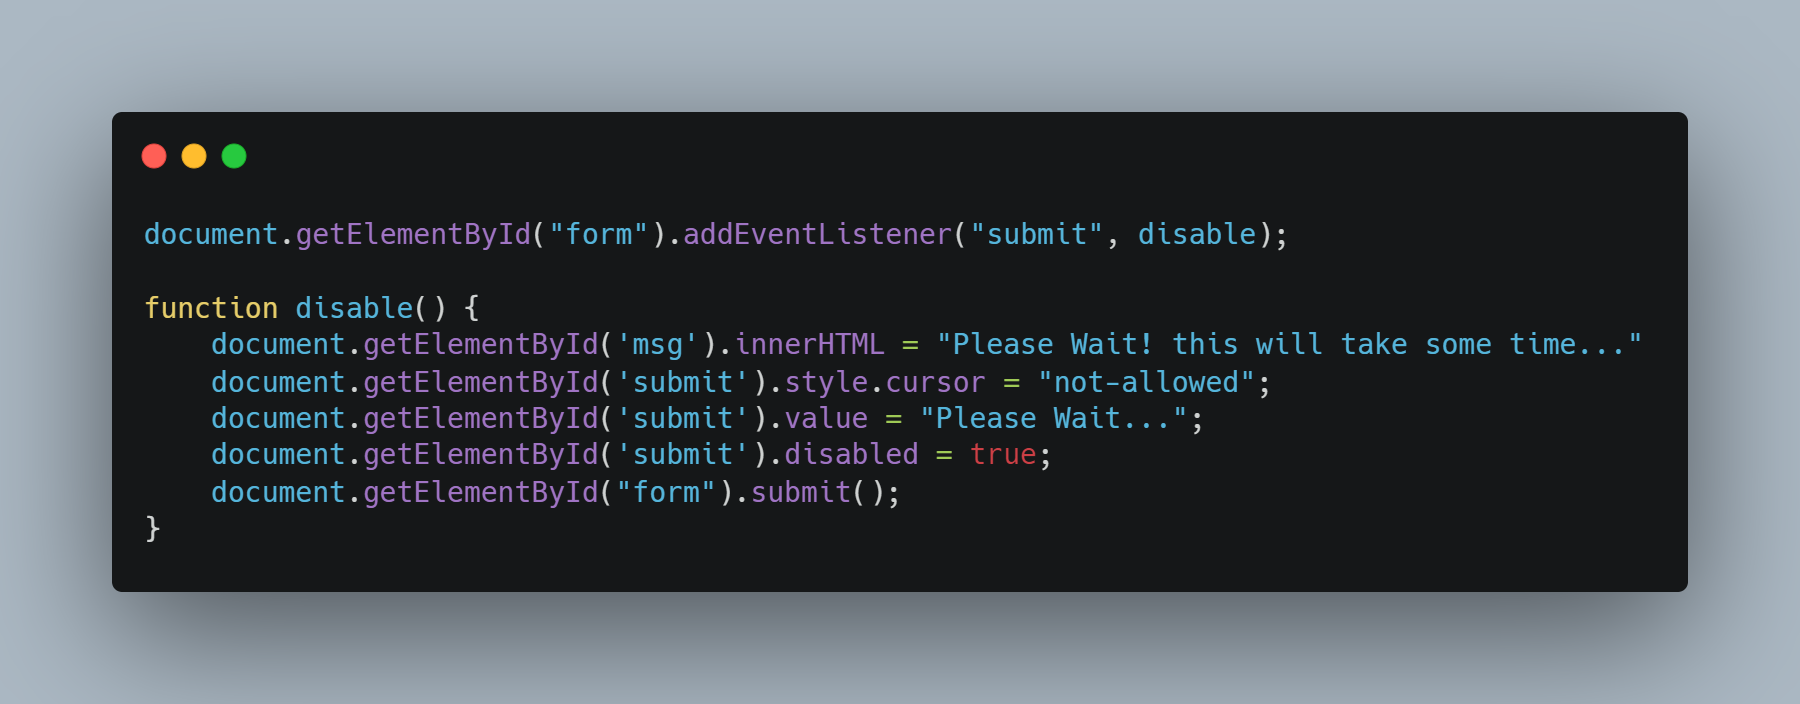 document.getElementById("form").addEventListener("submit", disable);

function disable() {
    document.getElementById('msg').innerHTML = "Please Wait! this will take some time..."
    document.getElementById('submit').style.cursor = "not-allowed";
    document.getElementById('submit').value = "Please Wait...";
    document.getElementById('submit').disabled = true;
    document.getElementById("form").submit();
}